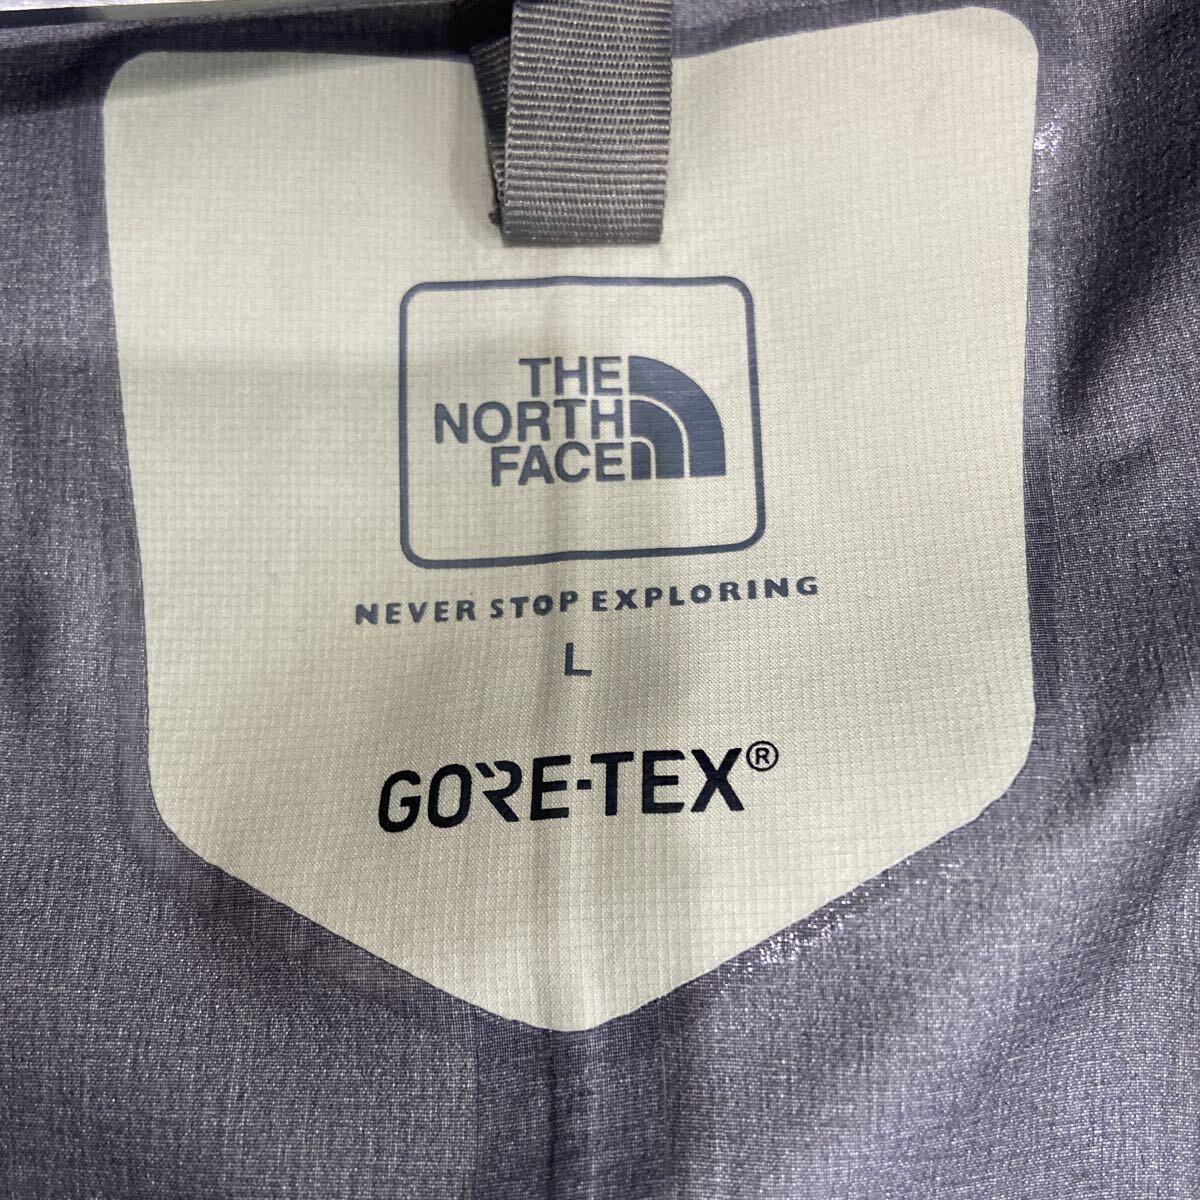 THE
NORTH
FACE
NEVER STOP EXPLORING
L
GORE-TEX®